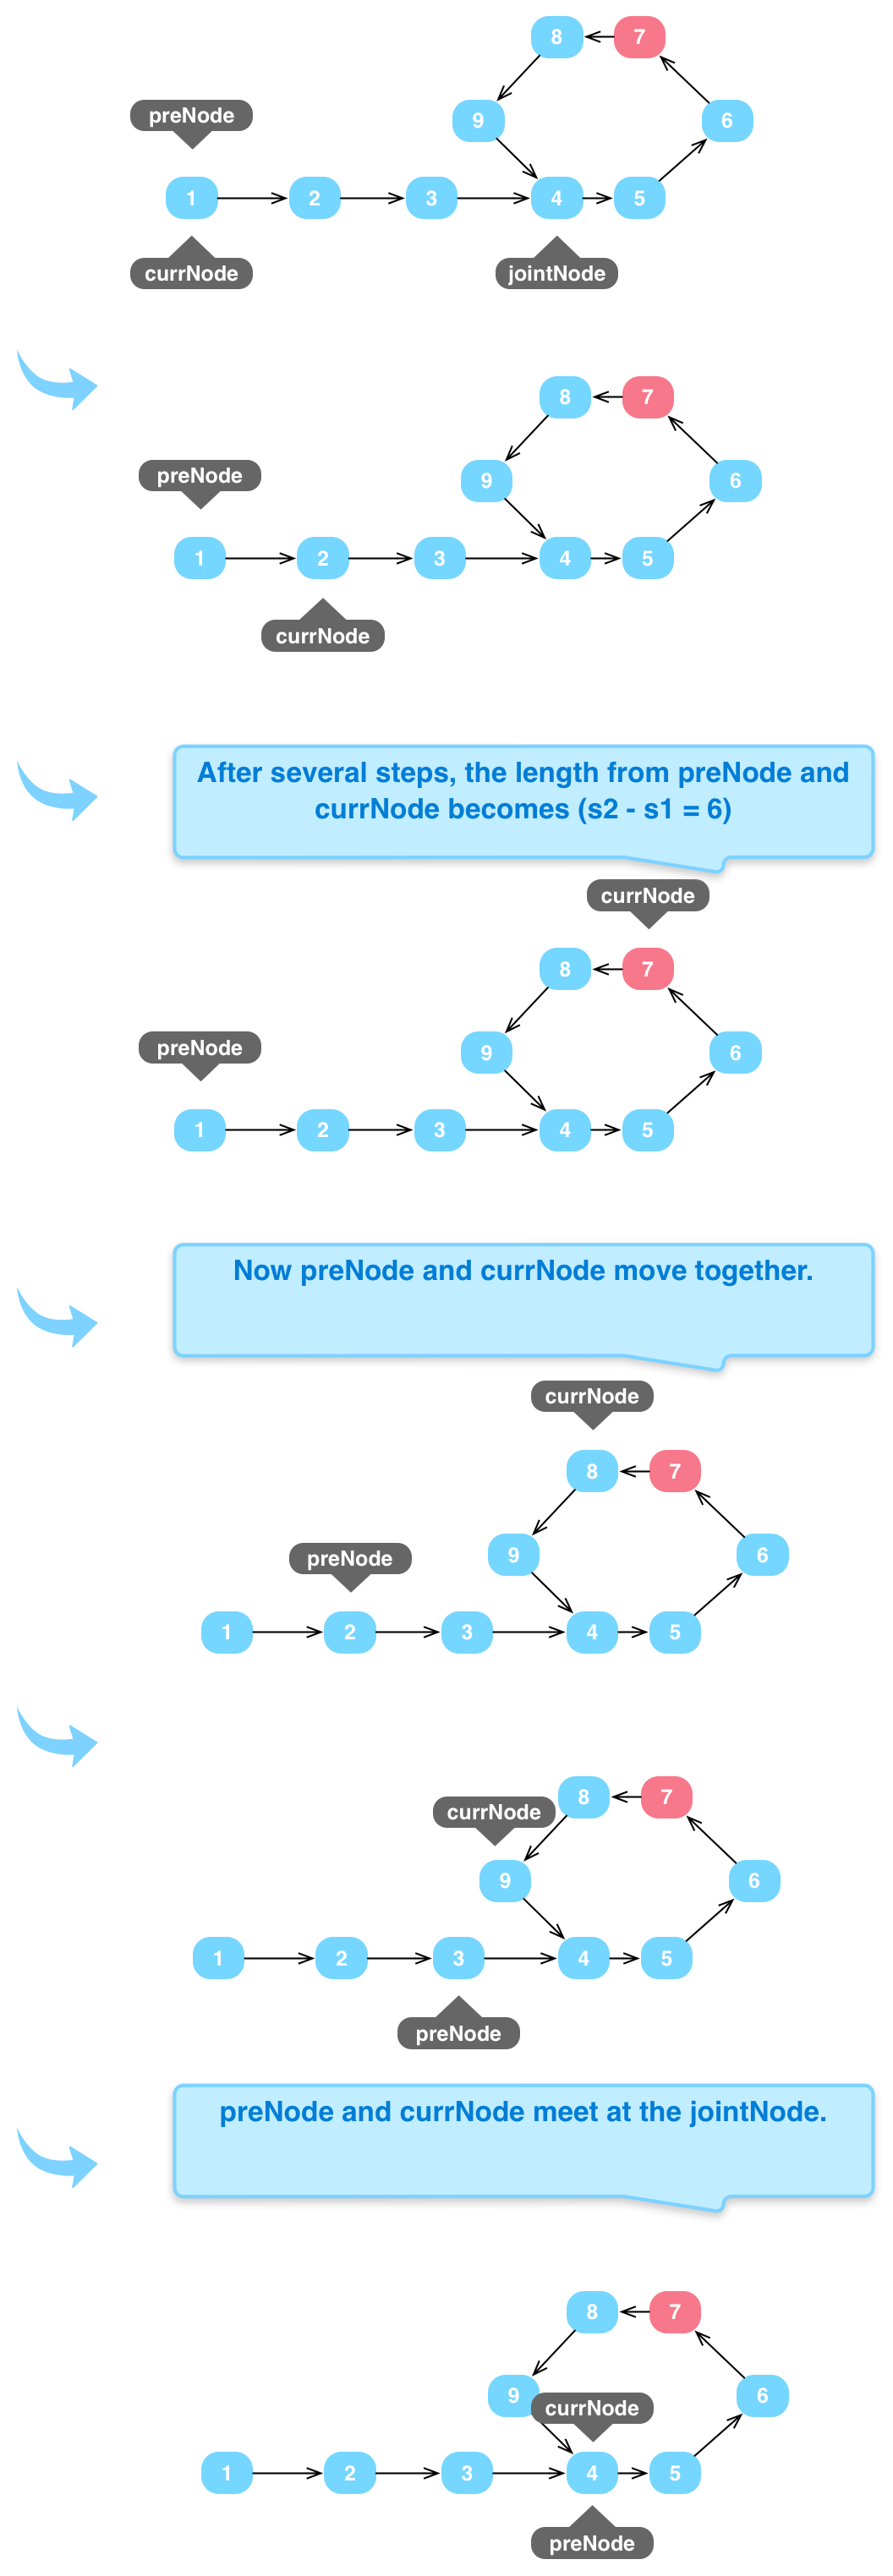 8 7
preNode
9 6
1 2 3 4 5
currNode jointNode
8 7
preNode
9 6
1 2 3 4 5
currNode
After several steps, the length from preNode and
currNode becomes (s2 - s1 = 6)
currNode
8 7
preNode
9 6
1 2 3 4 5
Now preNode and currNode move together.
currNode
8 7
preNode
9 6
1 2 3 4 5
8 7
currNode
9 6
1 2 3 4 5
preNode
preNode and currNode meet at the jointNode.
8 7
9 6
currNode
1 2 3 4 5
preNode